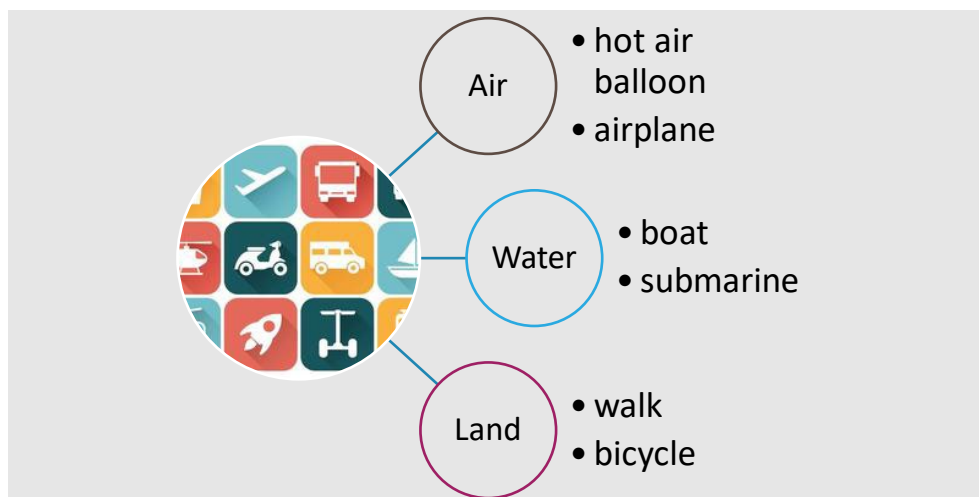 Air
• hot air
balloon
• airplane
Water
• boat
• submarine
Land
• walk
• bicycle